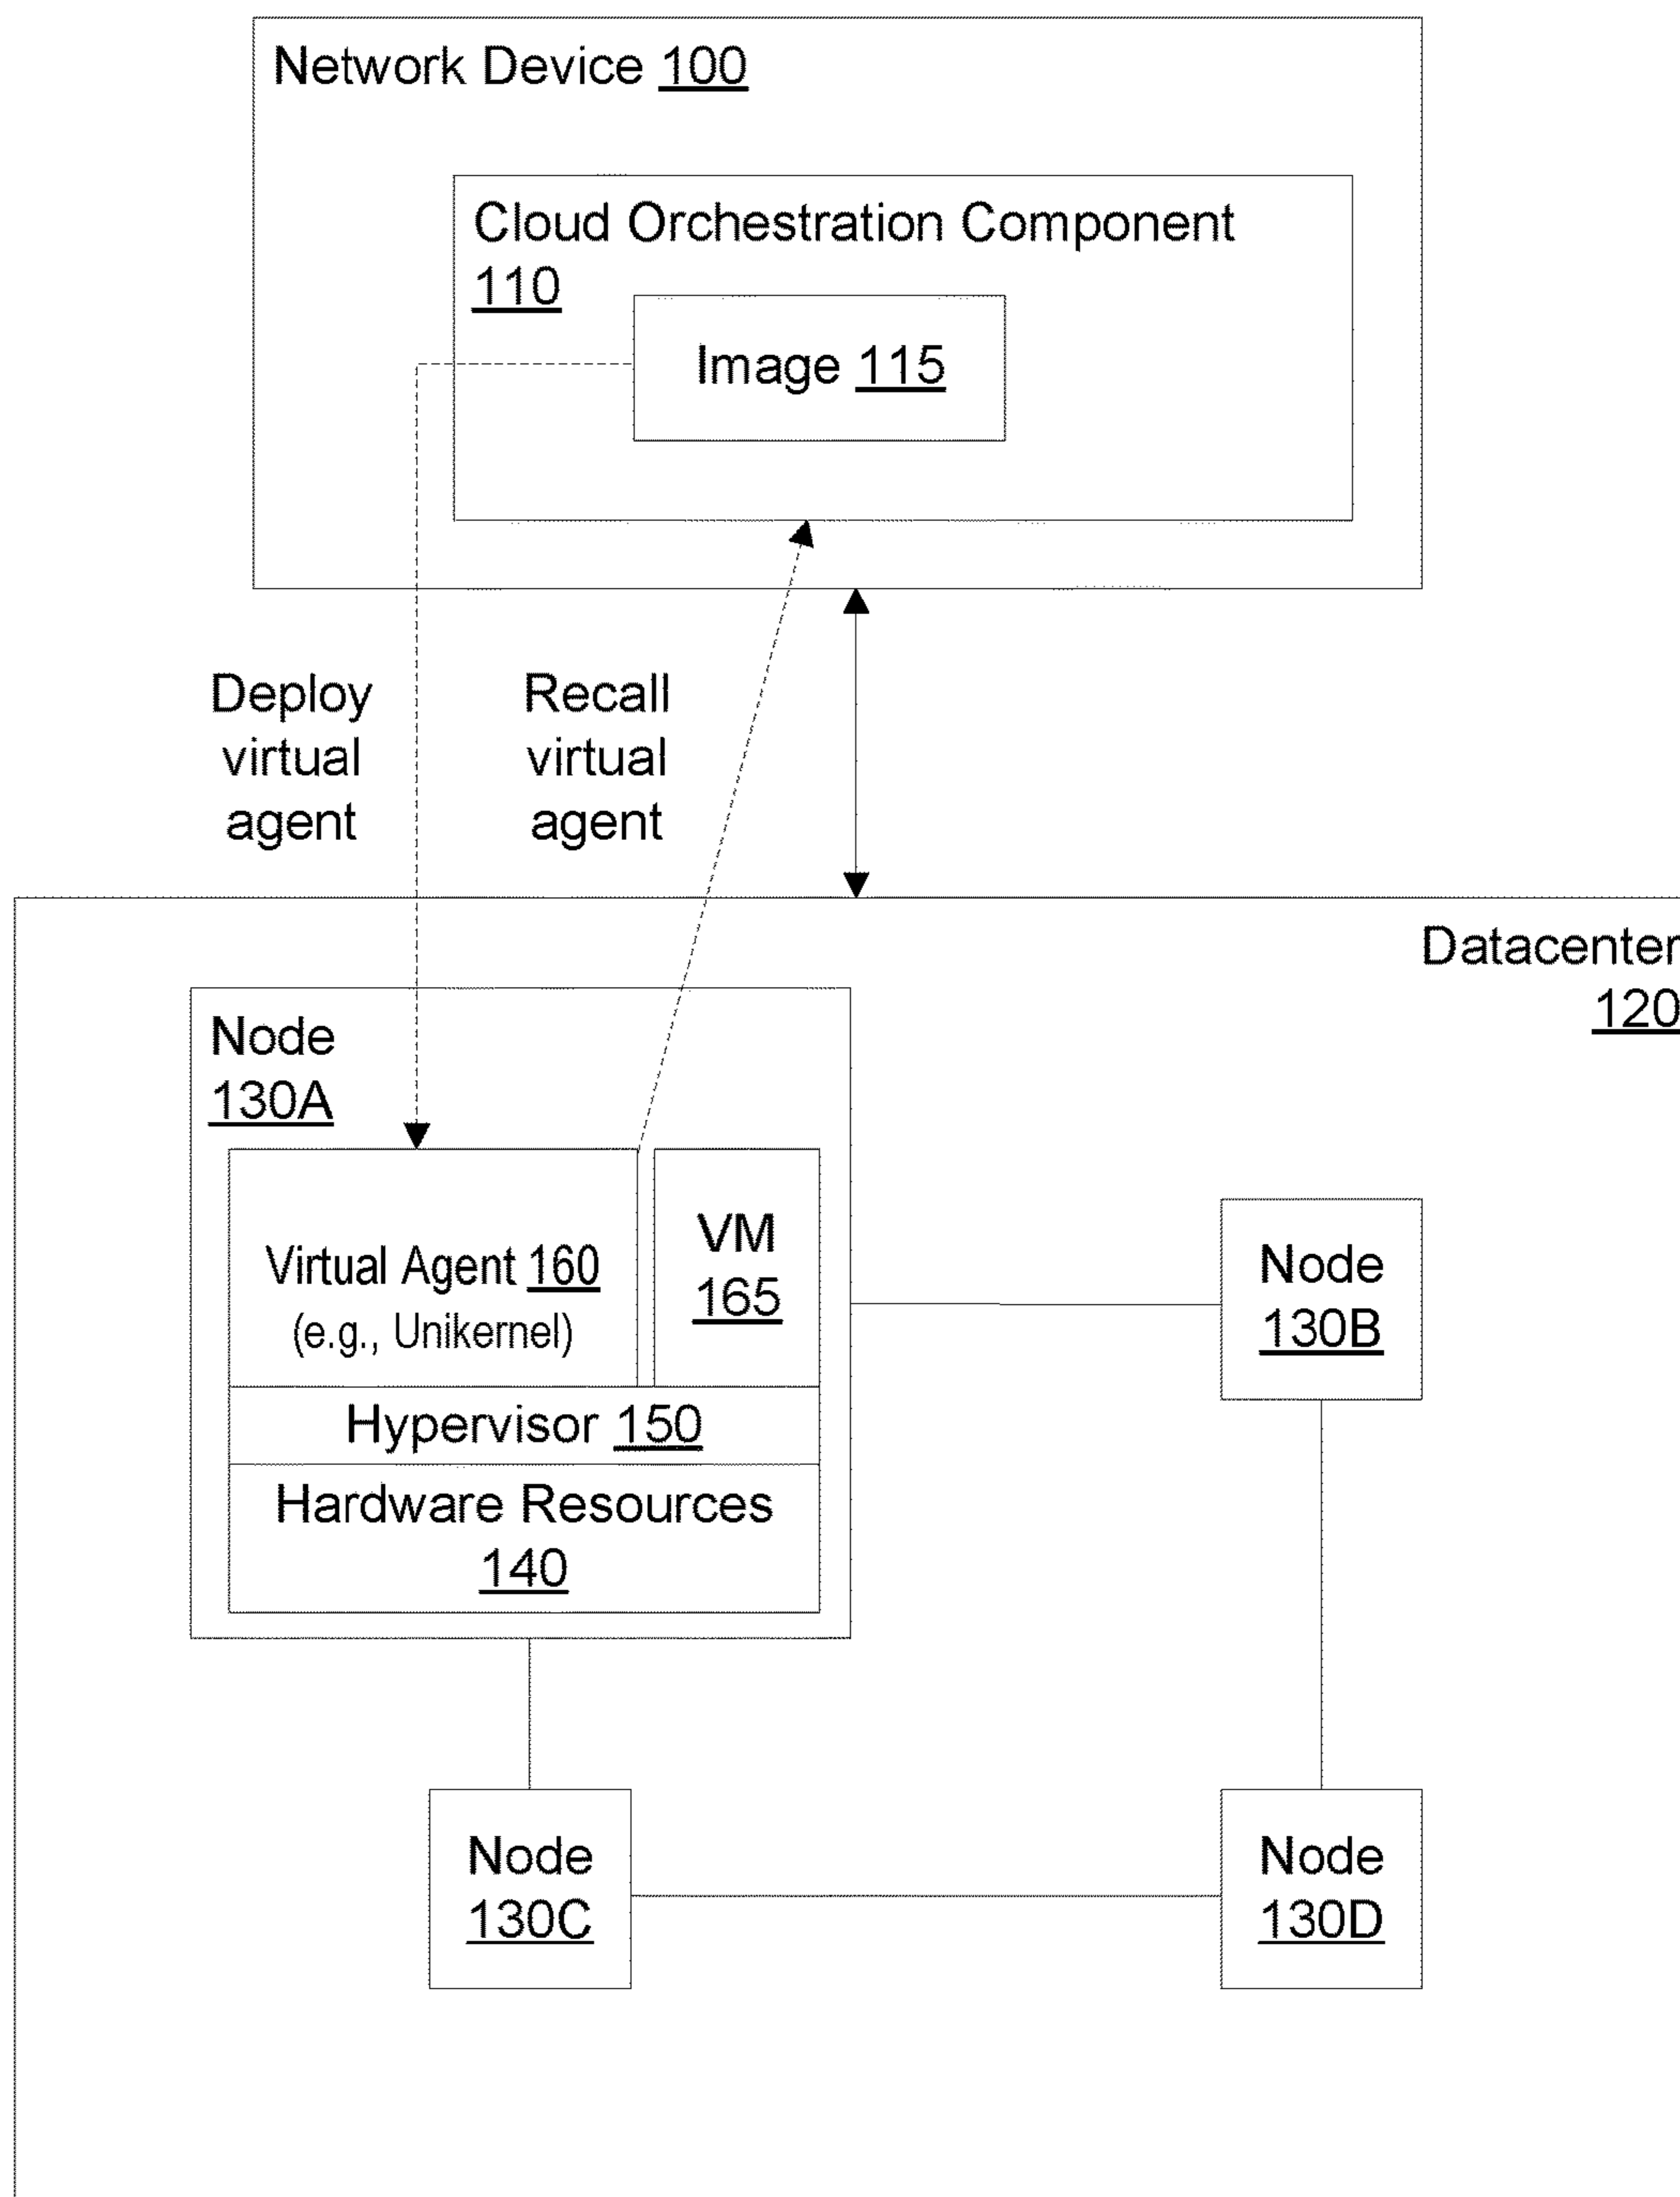 Network Device 100
Cloud Orchestration Component
110
Image 115
Deploy
virtual
agent
Recall
virtual
agent
Datacenter
120
Node
130A
Virtual Agent 160
(e.g., Unikernel)
VM
165
Hypervisor 150
Hardware Resources
140
Node
130B
Node
130C
Node
130D